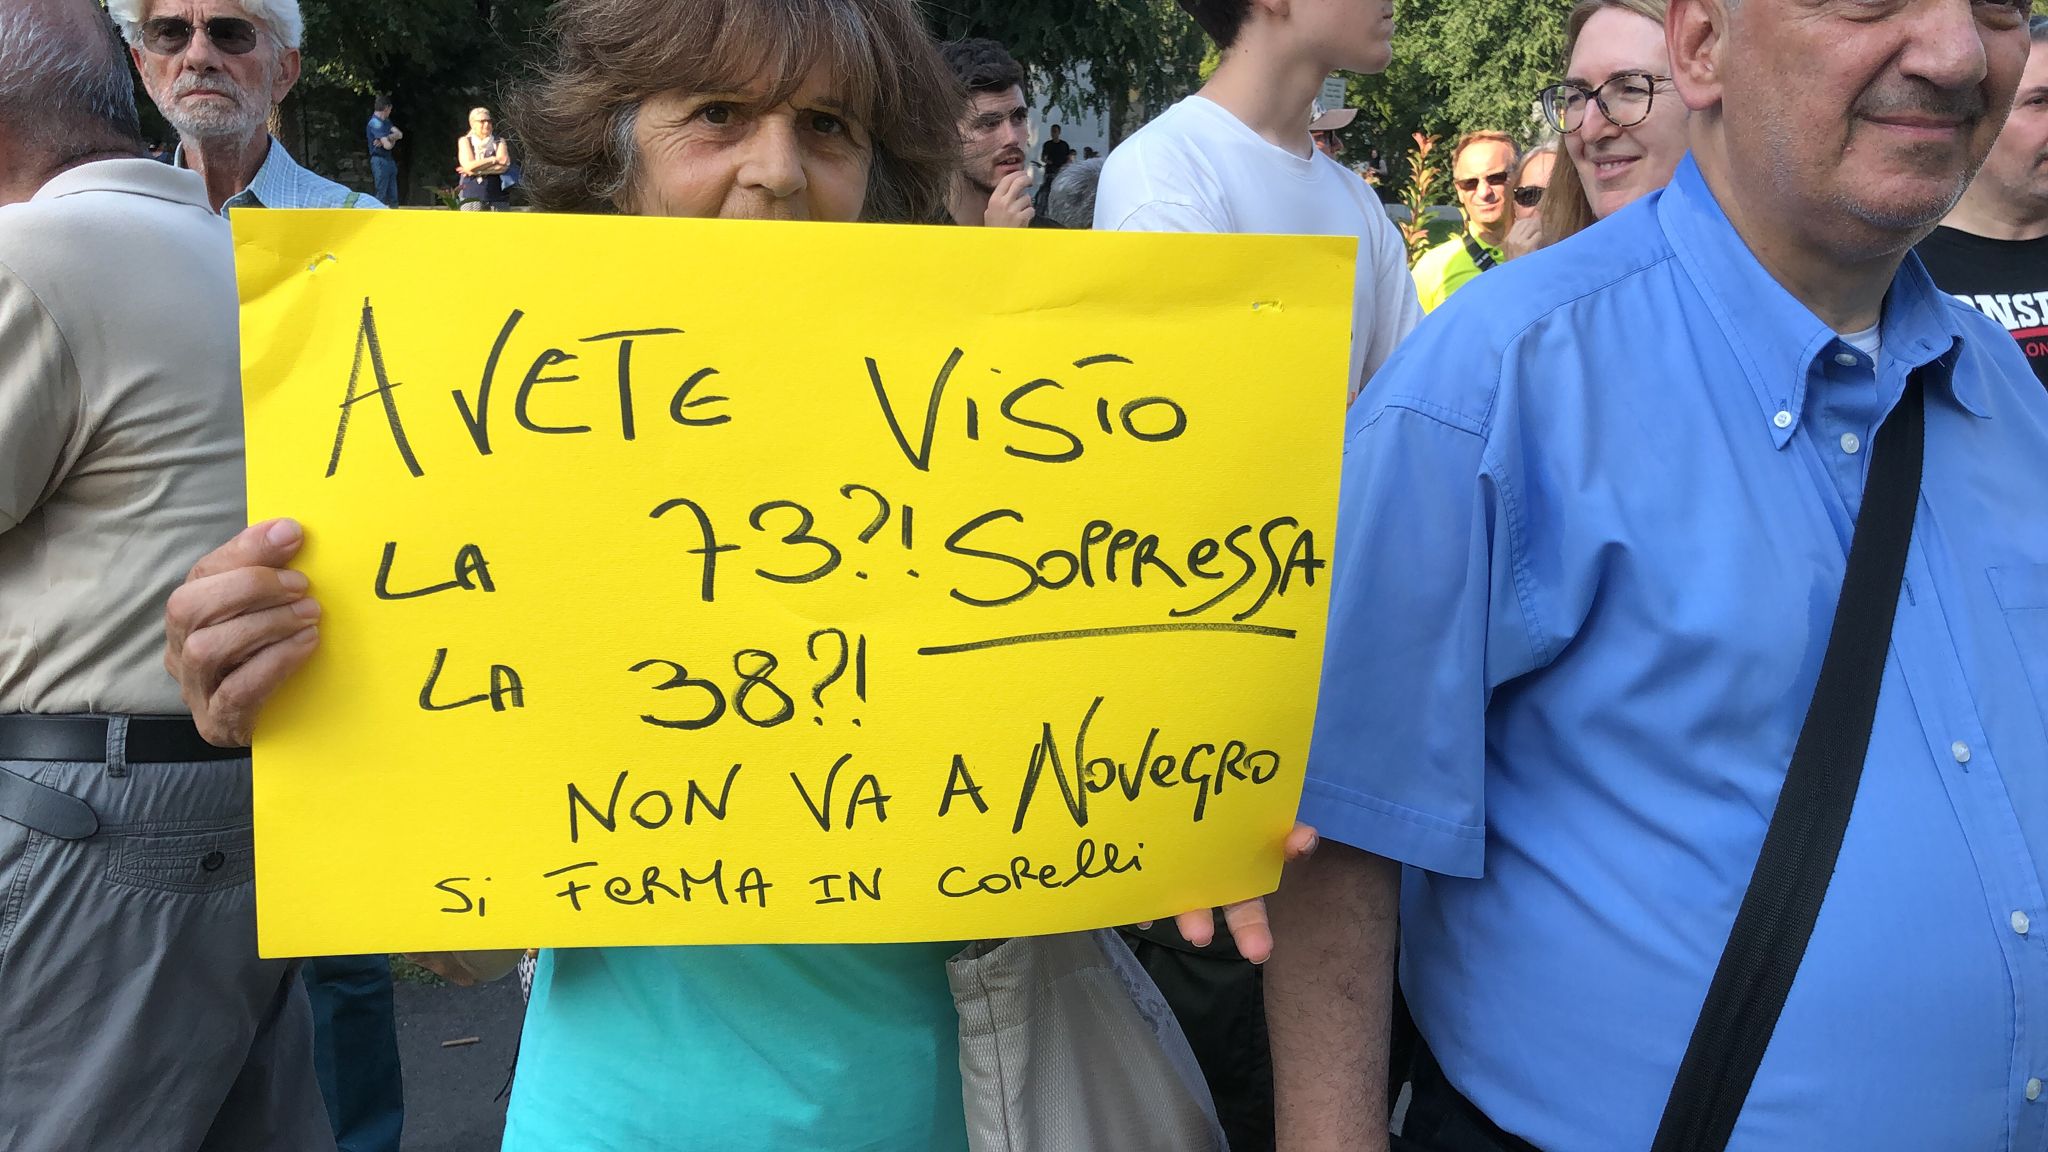 AVETE VISTO
LA 73?! SOPPRESSA
LA 38?!
NON VA A NOVEGRO
Si FeRMA IN CORelli